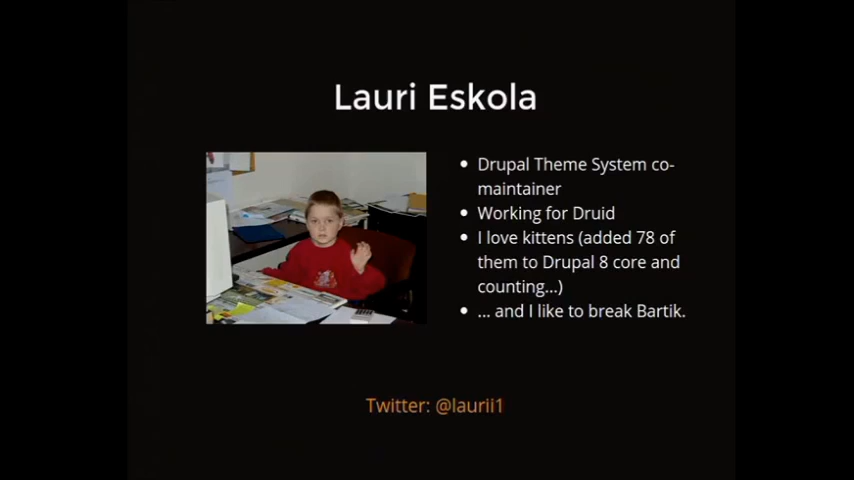 Lauri Eskola
Drupal Theme System co-
maintainer
Working for Druid
I love kittens (added 78 of
them to Drupal 8 core and
counting...)
... and I like to break Bartik.
Twitter: @laurii1